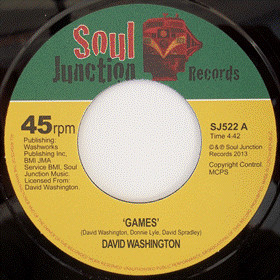 Soul
Junction
Records
45rpm
Publishing:
Washworks
Publishing Inc,
BMI JMA
Service BMI, Soul
Junction Music.
Licensed From:
David Washington
SJ522 A
Time 4:42
℗ & © Soul Junction
Records 2013
Copyright Control.
MCPS
'GAMES'
(David Washington, Donnie Lyle, David Spradley)
DAVID WASHINGTON